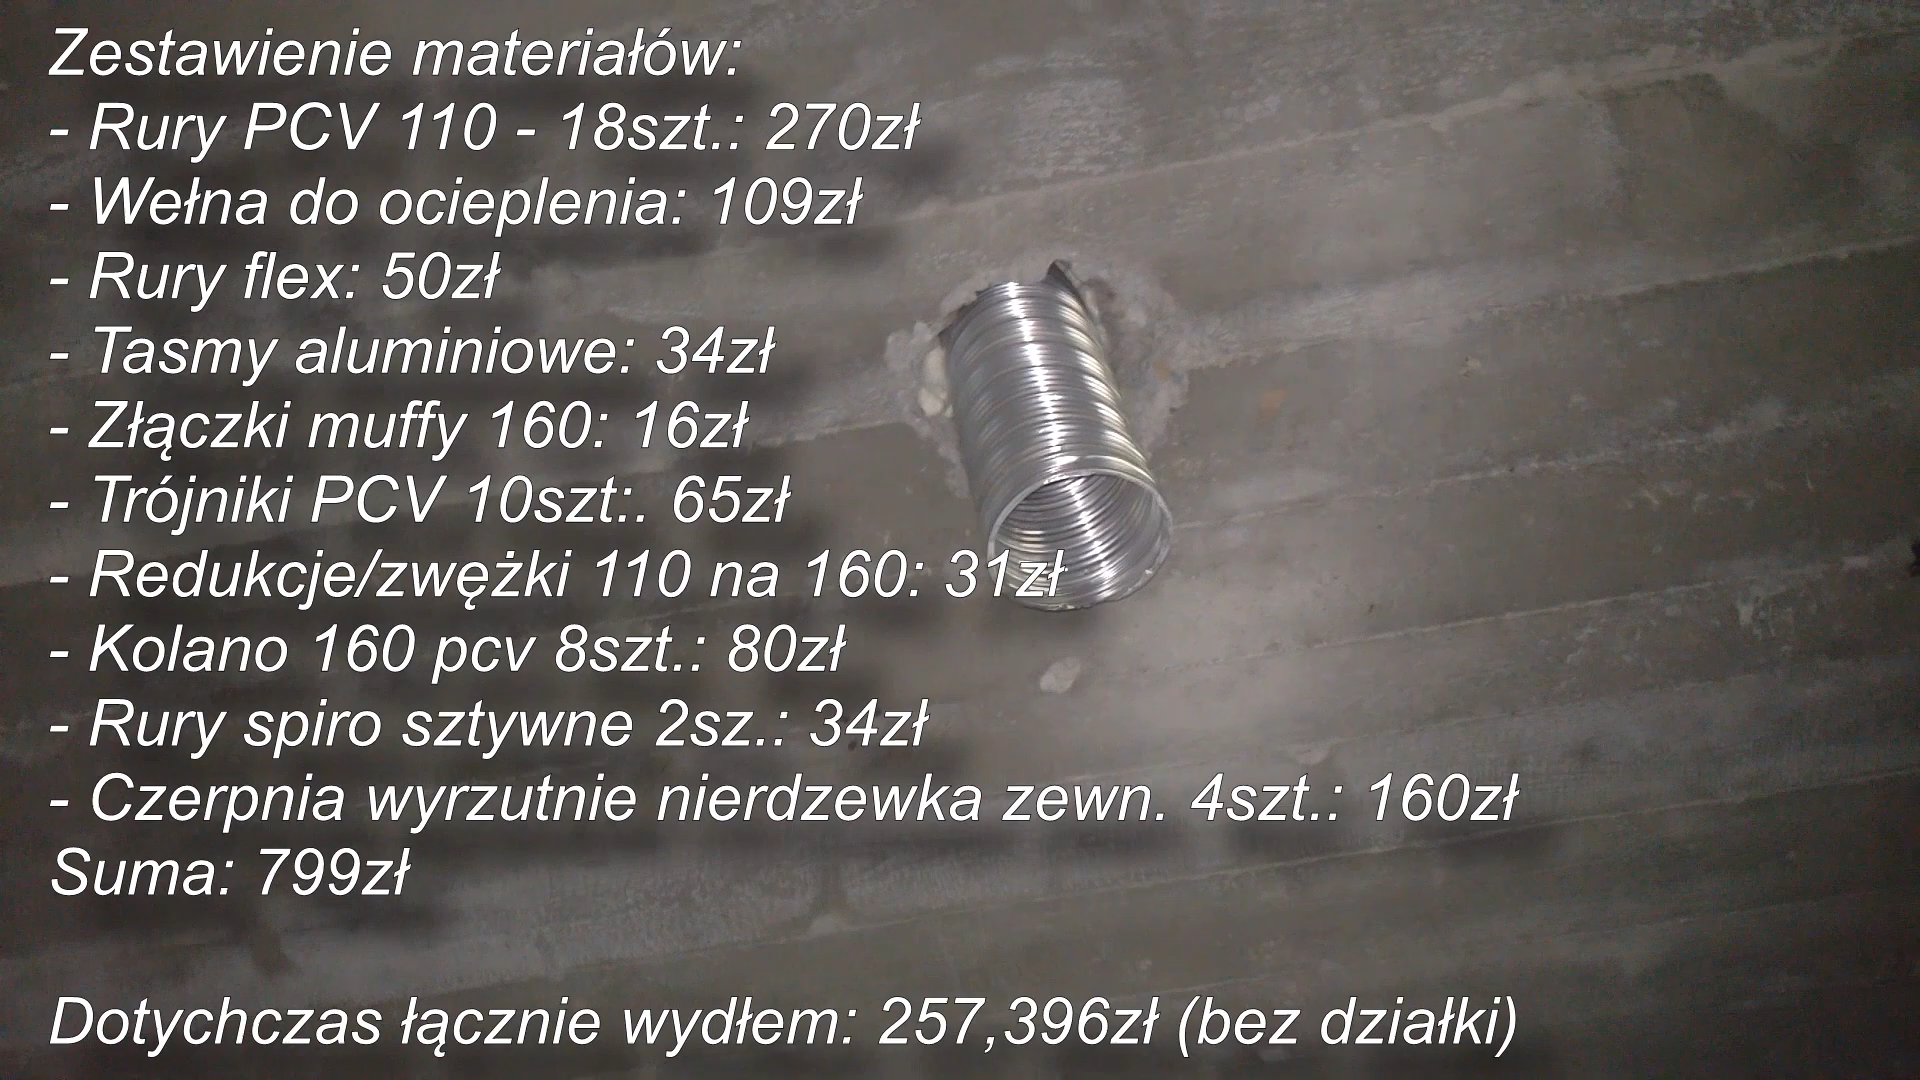 Zestawienie materiałów:
- Rury PCV 110 - 18szt.: 270zł
- Wełna do ocieplenia: 109zł
- Rury flex: 50zł
- Tasmy aluminiowe: 34zł
- Złączki muffy 160: 16zł
- Trójniki PCV 10szt:. 65zł
- Redukcje/zwężki 110 na 160: 31zł
- Kolano 160 pcv 8szt.: 80zł
- Rury spiro sztywne 2sz.: 34zł
- Czerpnia wyrzutnie nierdzewka zewn. 4szt.: 160zł
Suma: 799zł
Dotychczas łącznie wydłem: 257,396zł (bez działki)